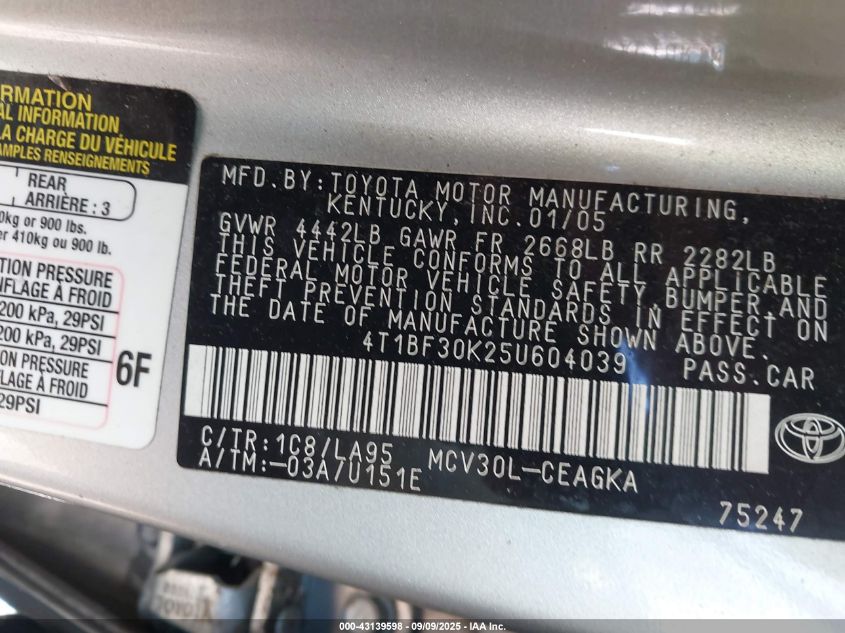 RMATION
AL INFORMATION.
LA CHARGE DU VÉHICULE
AMPLES RENSEIGNEMENTS
REAR
ARRIÈRE : 3
0kg or 900 lbs.
er 410kg ou 900 lb.
TION PRESSURE
NFLAGE À FROID
200 kPa, 29PSI
200 kPa, 29PSI
ION PRESSURE
FLAGE À FROID
29PSI
6F
MFD.BY:TOYOTA MOTOR MANUFACTURING,
KENTUCKY,INC.01/05
GVWR 4442LB GAWR FR 2668LB RR 2282LB
THIS VEHICLE CONFORMS TO ALL APPLICABLE
FEDERAL MOTOR VEHICLE SAFETY,BUMPER,AND
THEFT PREVENTION STANDARDS IN EFFECT ON
THE DATE OF MANUFACTURE SHOWN ABOVE.
4T1BF30K25U604039 PASS.CAR
C/TR:1C8/LA95 MCV30L-CEAGKA
A/TM:-03A/U151E
75247
000-43139598 - 09/09/2025 - IAA Inc.